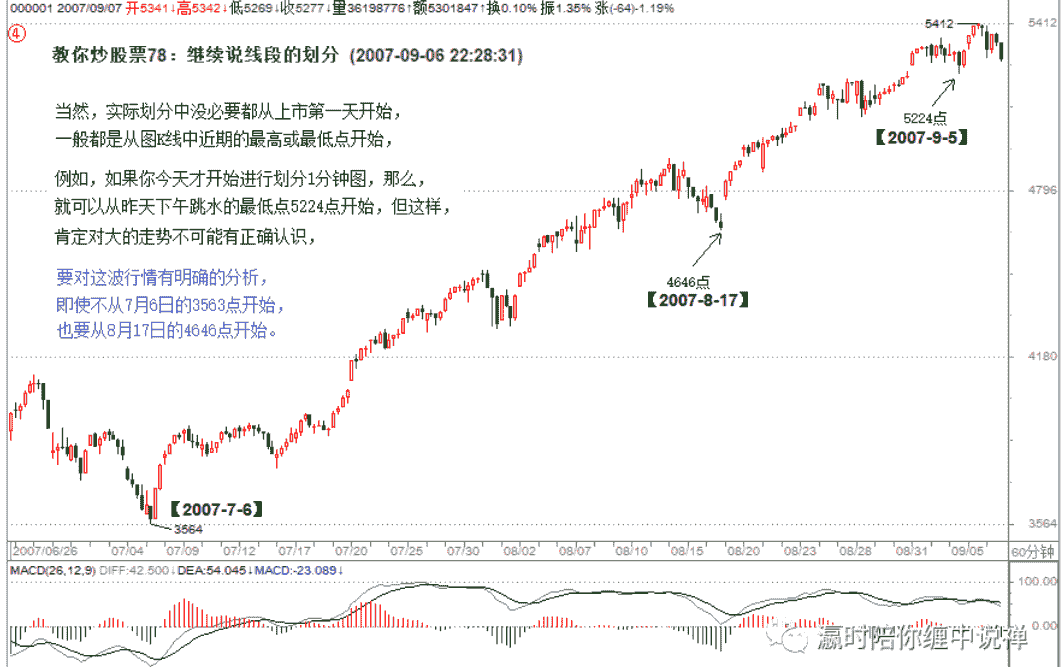 000001 2007/09/07 开5341↓高5342↓低5269↓收5277↓量36198776↑额5301847↑换0.10% 振1.35% 涨(-64)-1.19%
④
教你炒股票78：继续说线段的划分 (2007-09-06 22:28:31)
当然，实际划分中没必要都从上市第一天开始，
一般都是从图K线中近期的最高或最低点开始，
例如，如果你今天才开始进行划分1分钟图，那么，
就可以从昨天下午跳水的最低点5224点开始，但这样，
肯定对大的走势不可能有正确认识，
要对这波行情有明确的分析，
即使不从7月6日的3563点开始，
也要从8月17日的4646点开始。
5412
5412
5224点
【2007-9-5】
4796
4646点
【2007-8-17】
4180
【2007-7-6】
3564
3564
2007/06/26 07/04 07/09 07/12 07/17 07/20 07/25 07/30 08/02 08/07 08/10 08/15 08/20 08/23 08/28 08/31 09/05 60分钟
MACD(26,12,9) DIFF:42.500↓DEA:54.045↓MACD:-23.089↓
100.00
0.00
瀛时陪你缠中说禅